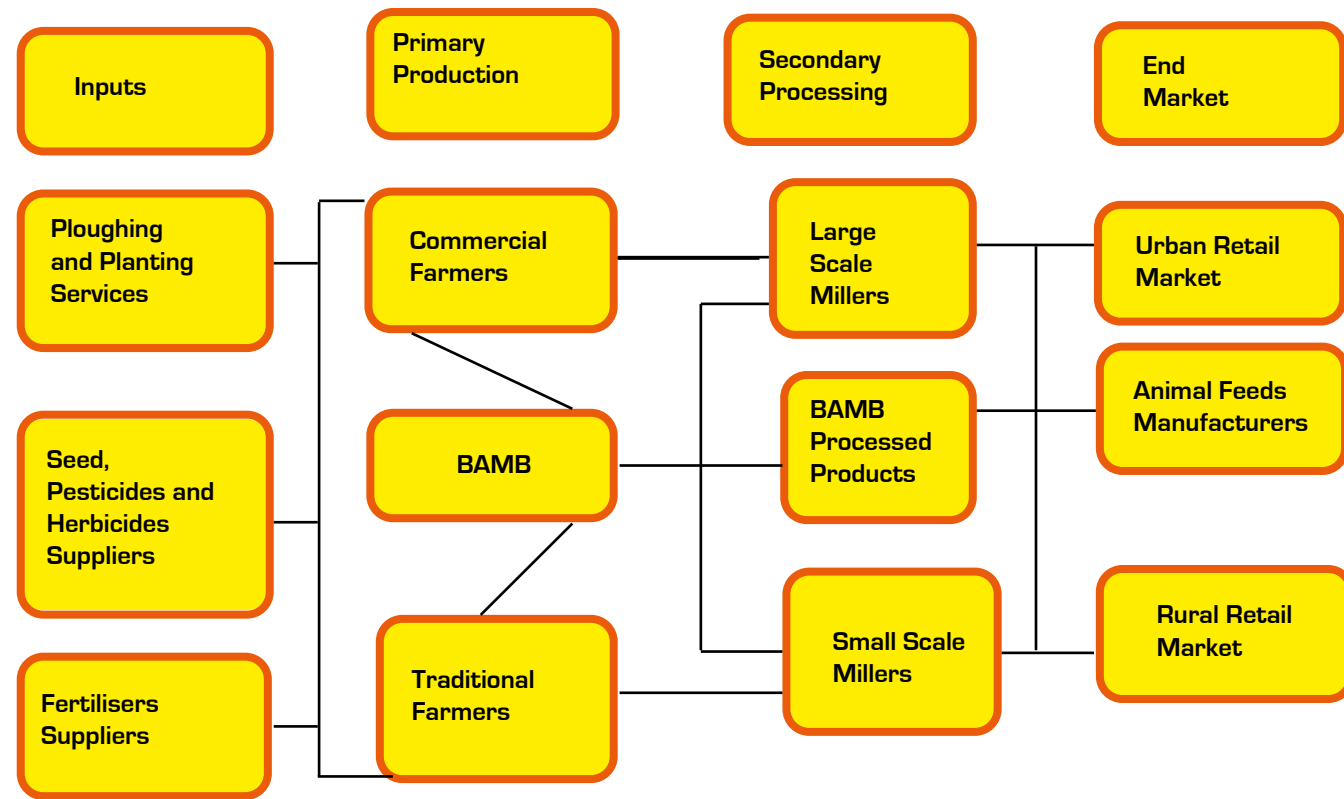 Inputs
Primary
Production
Secondary
Processing
End
Market
Ploughing
and Planting
Services
Commercial
Farmers
Large
Scale
Millers
Urban Retail
Market
Seed,
Pesticides and
Herbicides
Suppliers
BAMB
BAMB
Processed
Products
Animal Feeds
Manufacturers
Fertilisers
Suppliers
Traditional
Farmers
Small Scale
Millers
Rural Retail
Market